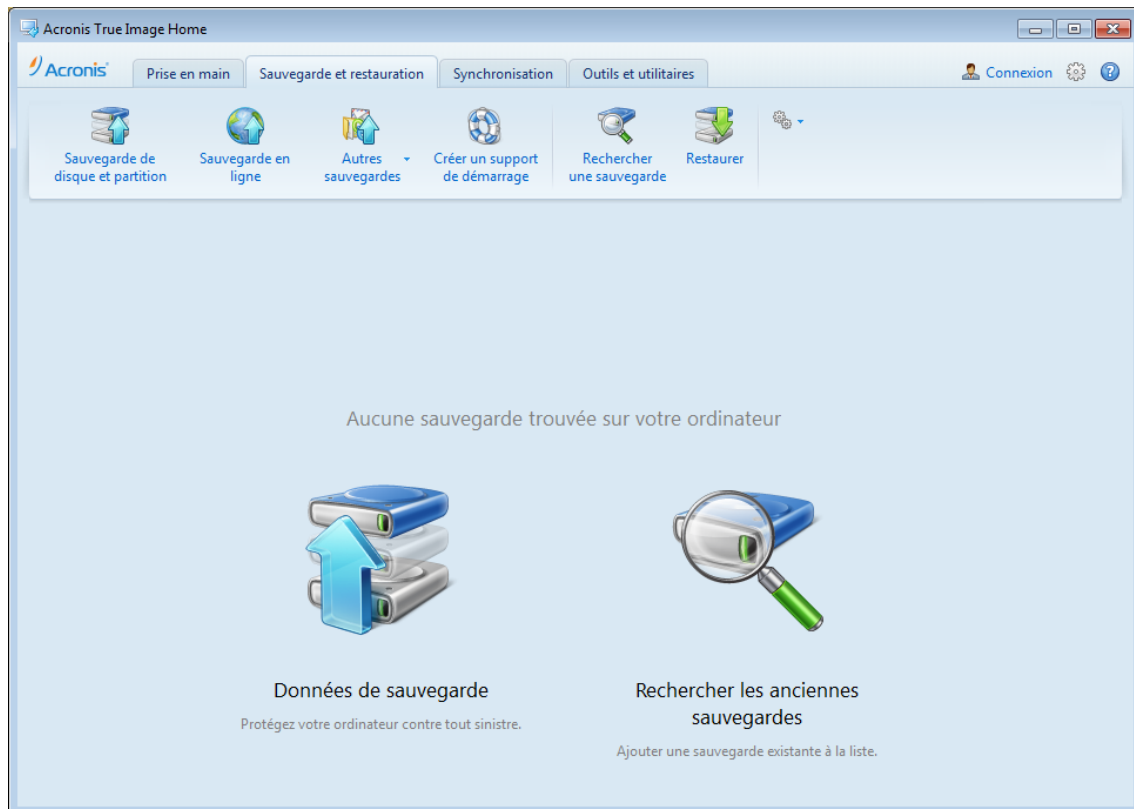 Acronis True Image Home
Acronis
Prise en main
Sauvegarde et restauration
Synchronisation
Outils et utilitaires
Connexion
?
Sauvegarde de
disque et partition
Sauvegarde en
ligne
Autres
sauvegardes
Créer un support
de démarrage
Rechercher
une sauvegarde
Restaurer
Aucune sauvegarde trouvée sur votre ordinateur
Données de sauvegarde
Protégez votre ordinateur contre tout sinistre.
Rechercher les anciennes
sauvegardes
Ajouter une sauvegarde existante à la liste.